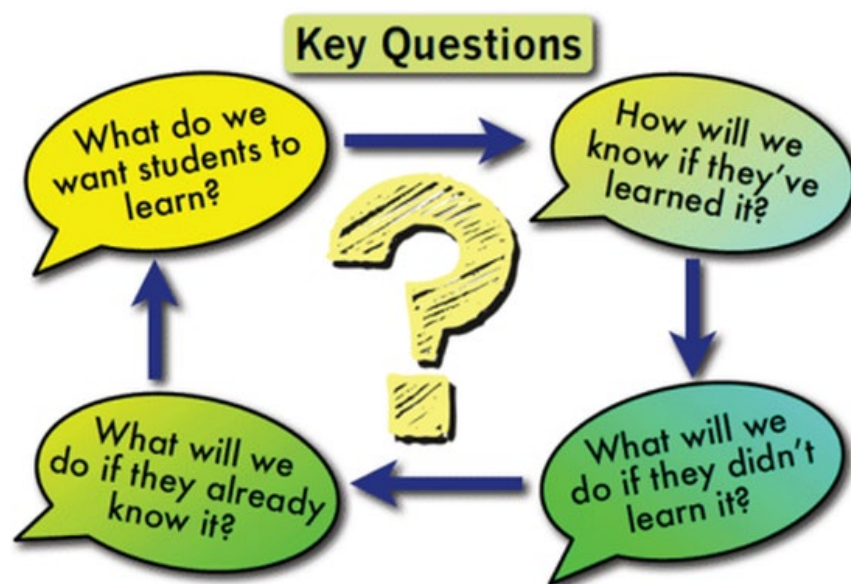 Key Questions
What do we
want students to
learn?
How will we
know if they've
learned it?
What will we
do if they didn't
learn it?
What will we
do if they already
know it?
?